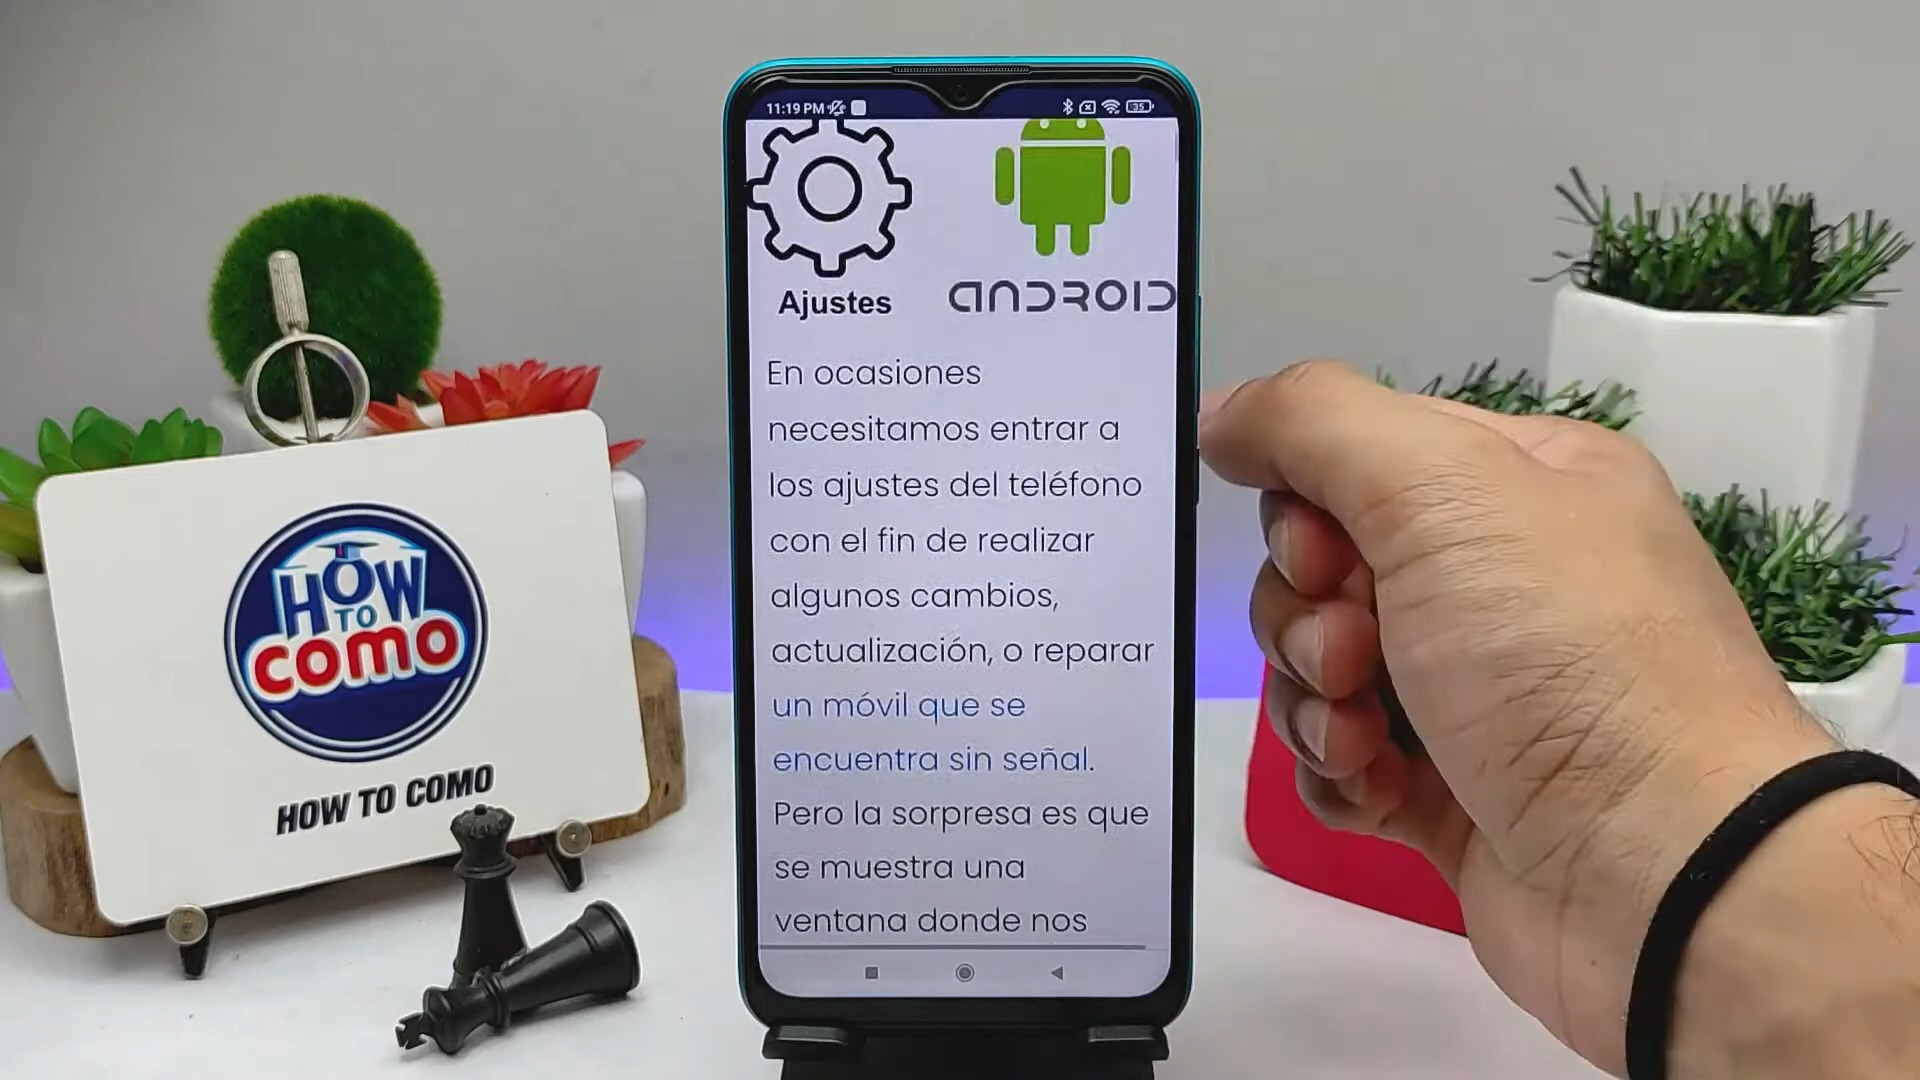 11:19 PM
35
Ajustes
ANDROID
En ocasiones
necesitamos entrar a
los ajustes del teléfono
con el fin de realizar
algunos cambios,
actualización, o reparar
un móvil que se
encuentra sin señal.
Pero la sorpresa es que
se muestra una
ventana donde nos
HOW
TO
COMO
HOW TO COMO